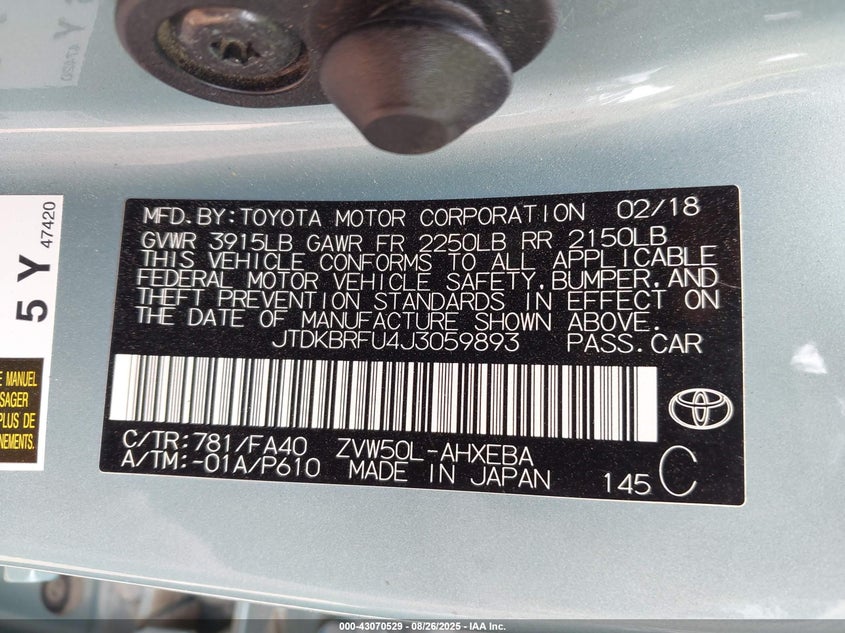 MFD.BY:TOYOTA MOTOR CORPORATION 02/18
GVWR 3915LB GAWR FR 2250LB RR 2150LB
THIS VEHICLE CONFORMS TO ALL APPLICABLE
FEDERAL MOTOR VEHICLE SAFETY,BUMPER,AND
THEFT PREVENTION STANDARDS IN EFFECT ON
THE DATE OF MANUFACTURE SHOWN ABOVE.
JTDKBRFU4J3059893 PASS.CAR
C/TR:781/FA40 ZVW50L-AHXEBA
A/TM:-01A/P610 MADE IN JAPAN
145 C
5 Y
47420
E MANUEL
SAGER
PLUS DE
NEMENTS.
000-43070529 - 08/26/2025 - IAA Inc.